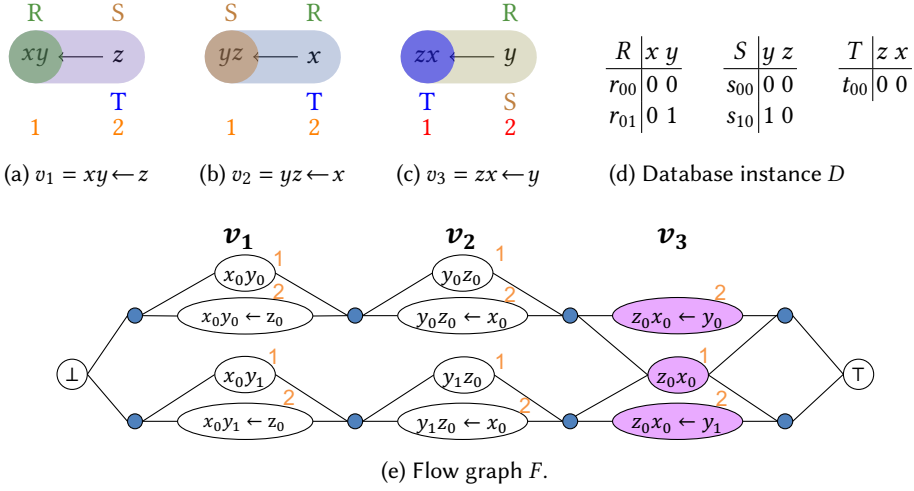 R S R R
xy ← z yz ← x zx ← y
T S T T S
1 2 1 2 1 2
(a) v₁ = xy←z (b) v₂ = yz←x (c) v₃ = zx←y (d) Database instance D
R x y S y z T z x
r₀₀ 0 0 s₀₀ 0 0 t₀₀ 0 0
r₀₁ 0 1 s₁₀ 1 0
v₁ v₂ v₃
x₀y₀ 1 y₀z₀ 1
x₀y₀ ← z₀ 2 y₀z₀ ← x₀ 2 z₀x₀ ← y₀ 2
⊥ x₀y₁ 1 y₁z₀ 1 z₀x₀ 1 ⊤
x₀y₁ ← z₀ 2 y₁z₀ ← x₀ 2 z₀x₀ ← y₁ 2
(e) Flow graph F.